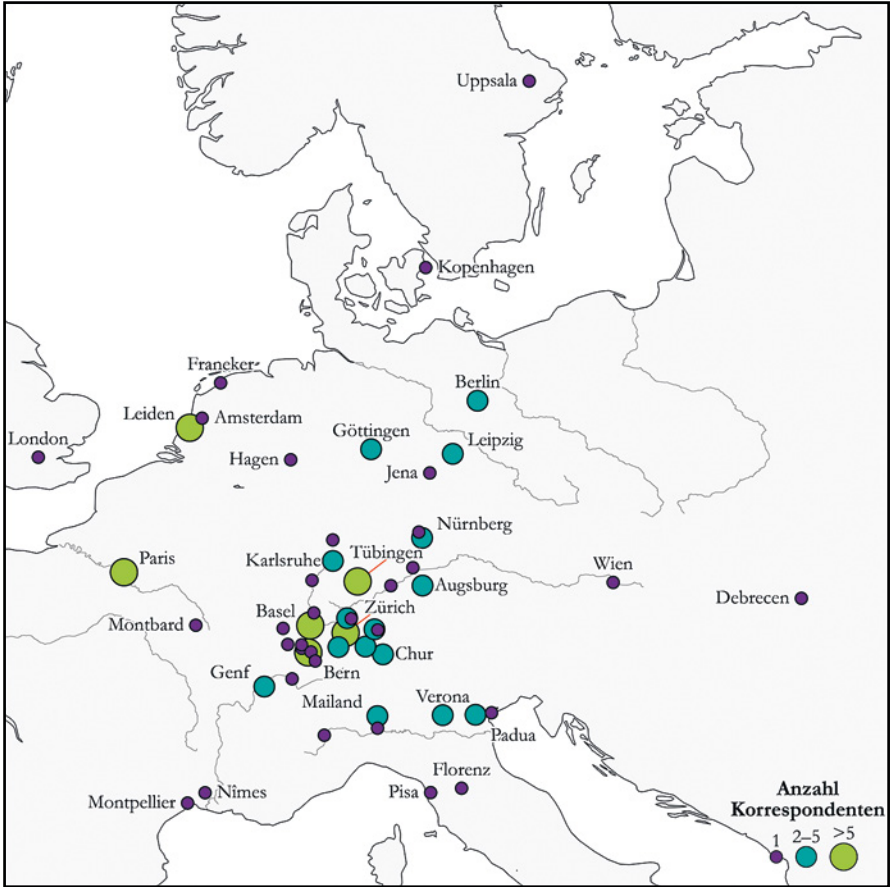 Uppsala
Kopenhagen
Franeker
Berlin
Leiden
Amsterdam
Göttingen
Leipzig
London
Hagen
Jena
Nürnberg
Paris
Karlsruhe
Tübingen
Wien
Augsburg
Debrecen
Basel
Zürich
Montbard
Chur
Genf
Bern
Mailand
Verona
Padua
Florenz
Nîmes
Pisa
Montpellier
Anzahl
Korrespondenten
1 2–5 >5